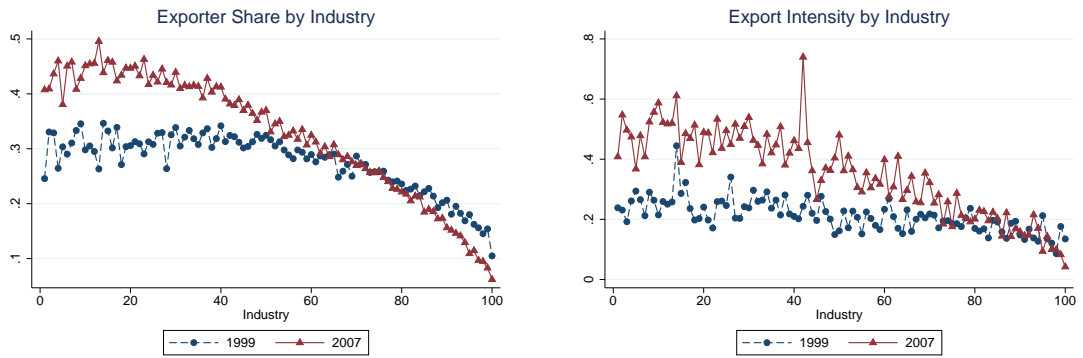 Exporter Share by Industry
.5
.4
.3
.2
.1
0 20 40 60 80 100
Industry
1999 2007
Export Intensity by Industry
.8
.6
.4
.2
0
0 20 40 60 80 100
Industry
1999 2007